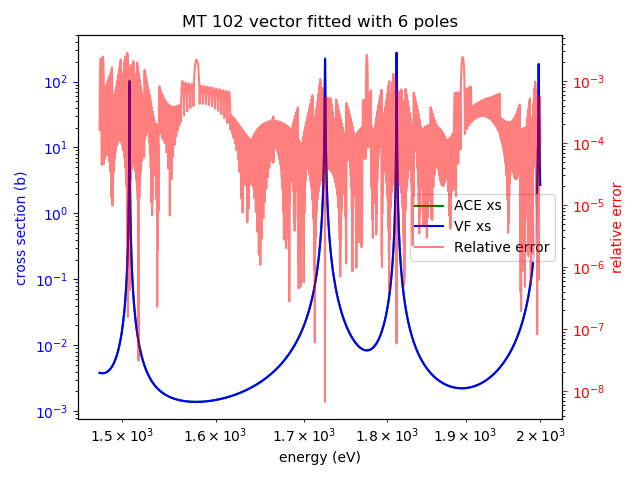 MT 102 vector fitted with 6 poles
cross section (b)
10²
10¹
10⁰
10⁻¹
10⁻²
10⁻³
ACE xs
VF xs
Relative error
10⁻³
10⁻⁴
10⁻⁵
10⁻⁶
10⁻⁷
10⁻⁸
relative error
1.5 × 10³ 1.6 × 10³ 1.7 × 10³ 1.8 × 10³ 1.9 × 10³ 2 × 10³
energy (eV)